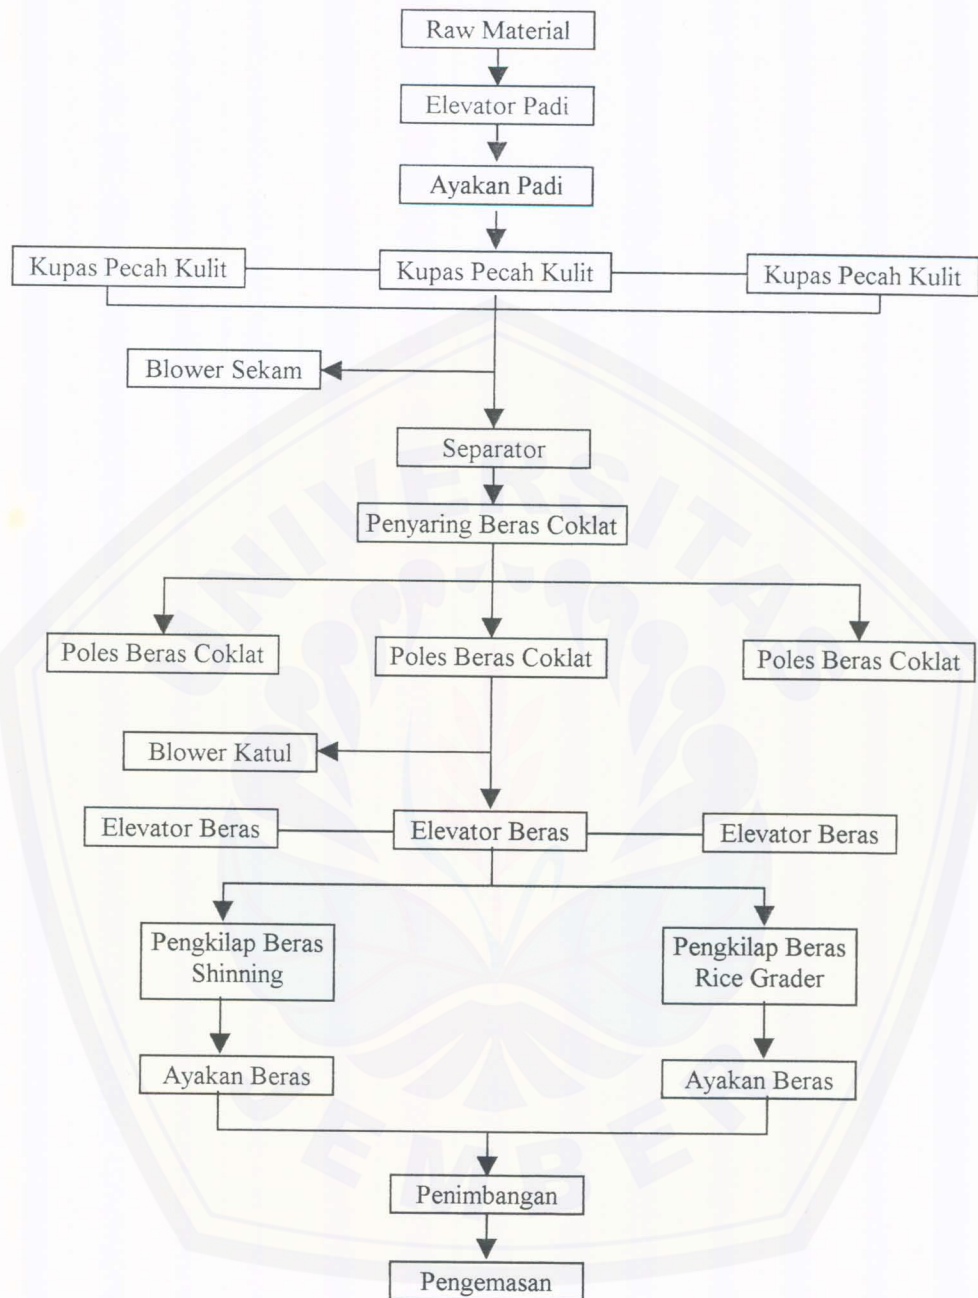 Raw Material
Elevator Padi
Ayakan Padi
Kupas Pecah Kulit
Kupas Pecah Kulit
Kupas Pecah Kulit
Blower Sekam
Separator
Penyaring Beras Coklat
Poles Beras Coklat
Poles Beras Coklat
Poles Beras Coklat
Blower Katul
Elevator Beras
Elevator Beras
Elevator Beras
Pengkilap Beras
Shinning
Pengkilap Beras
Rice Grader
Ayakan Beras
Ayakan Beras
Penimbangan
Pengemasan
UNIVERSITAS
JEMBER